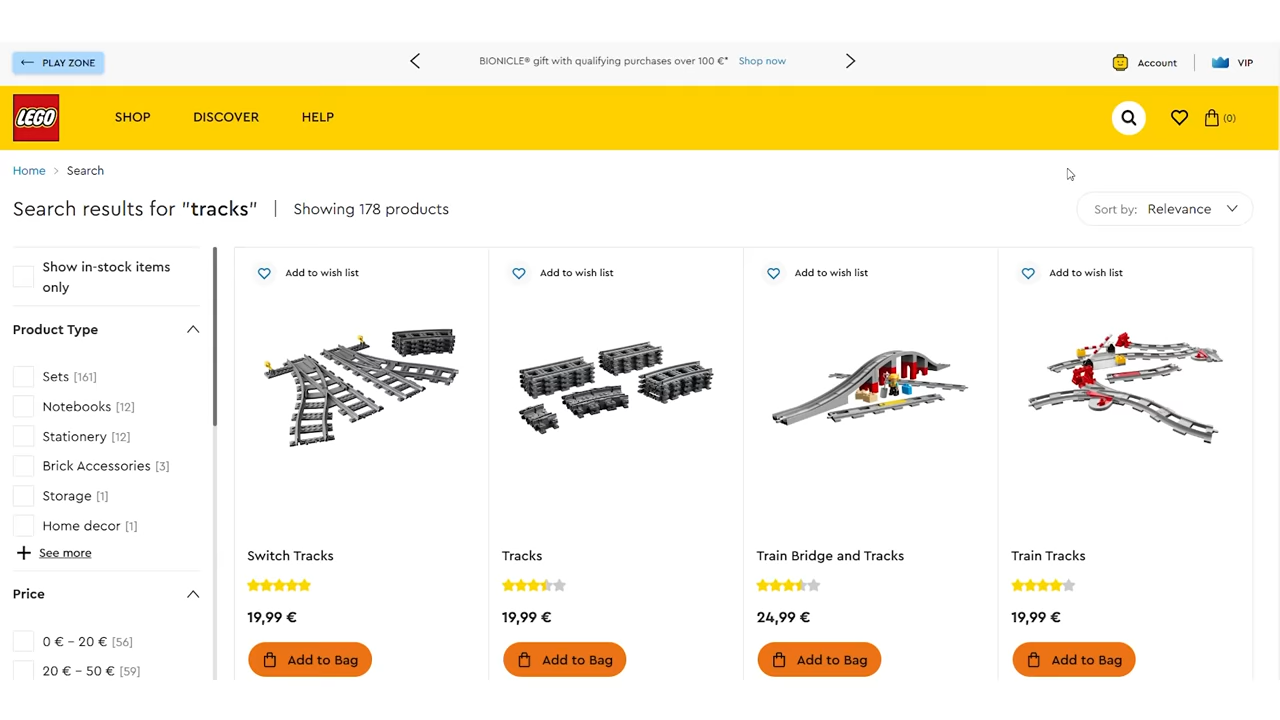 ← PLAY ZONE
BIONICLE® gift with qualifying purchases over 100 €* Shop now
Account
VIP
LEGO
SHOP
DISCOVER
HELP
(0)
Home > Search
Search results for "tracks" | Showing 178 products
Sort by: Relevance
Show in-stock items
only
Product Type
Sets [161]
Notebooks [12]
Stationery [12]
Brick Accessories [3]
Storage [1]
Home decor [1]
+ See more
Price
0 € – 20 € [56]
20 € – 50 € [59]
Add to wish list
Switch Tracks
19,99 €
Add to Bag
Add to wish list
Tracks
19,99 €
Add to Bag
Add to wish list
Train Bridge and Tracks
24,99 €
Add to Bag
Add to wish list
Train Tracks
19,99 €
Add to Bag